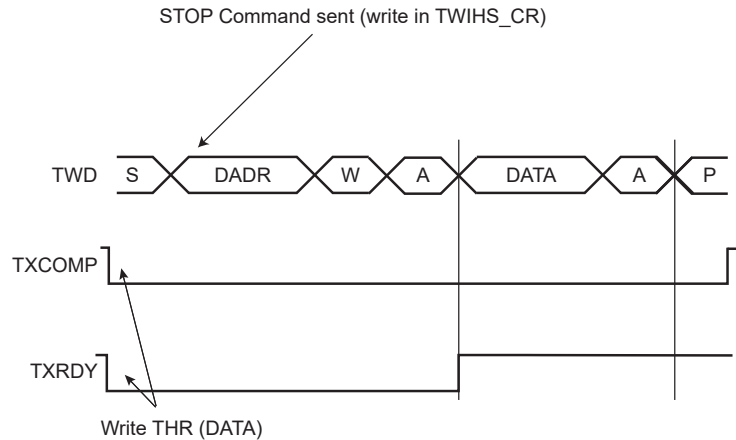 STOP Command sent (write in TWIHS_CR)
TWD S DADR W A DATA A P
TXCOMP
TXRDY
Write THR (DATA)